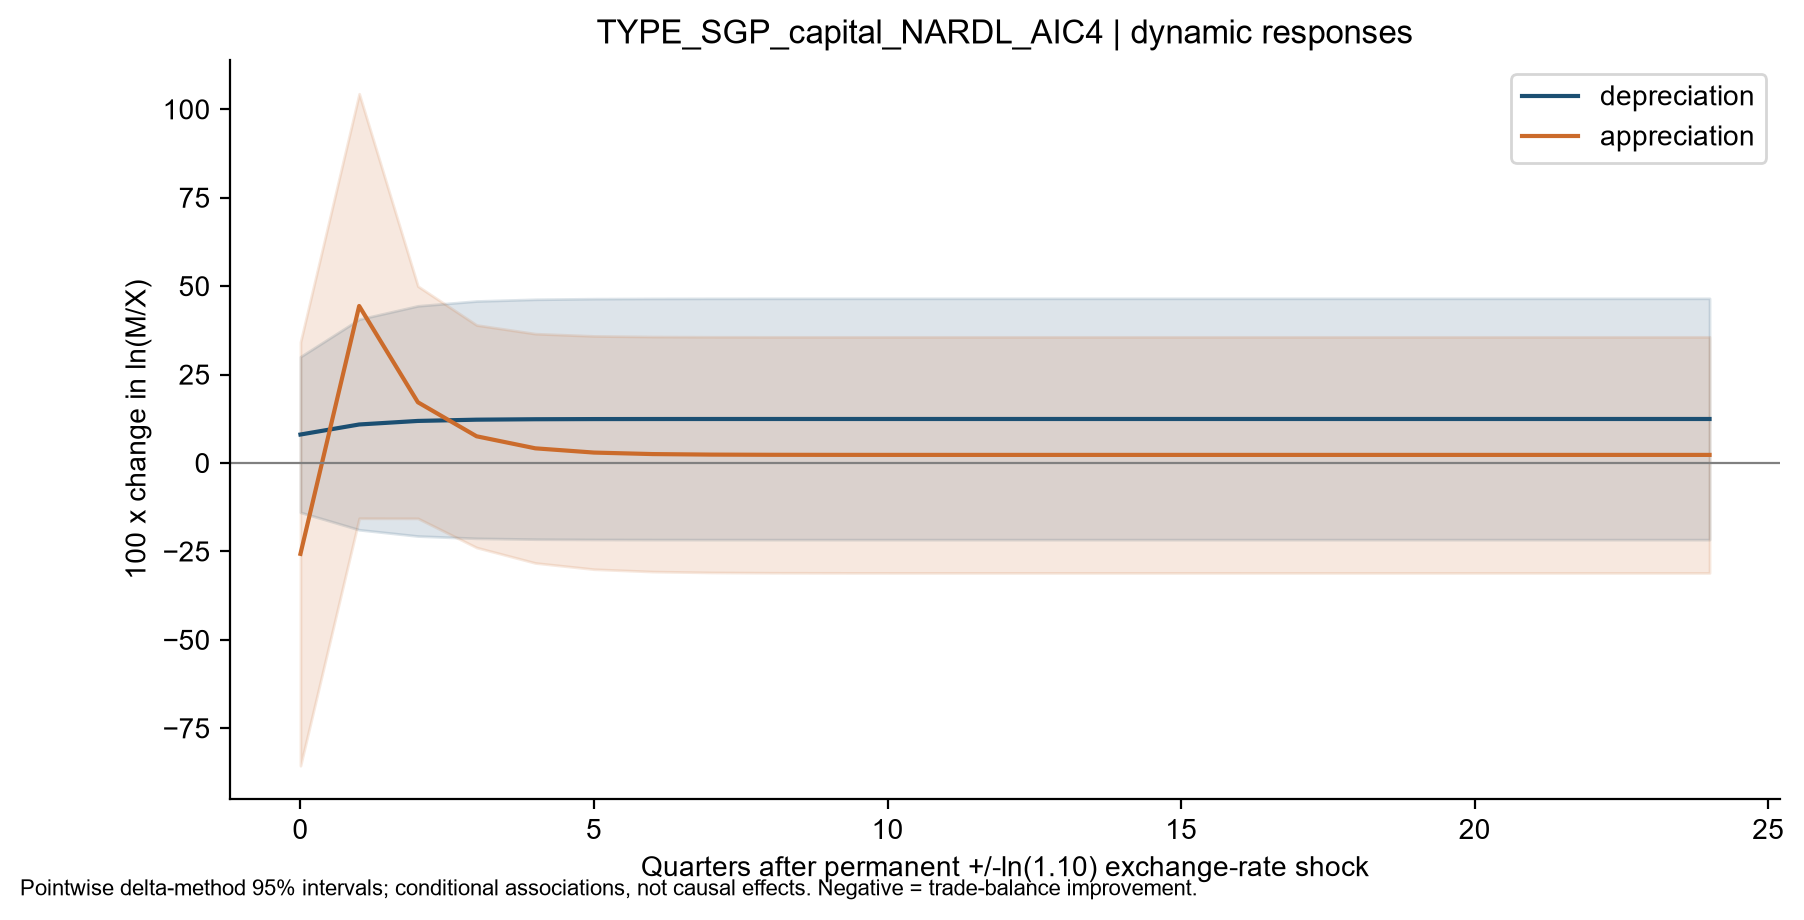 TYPE_SGP_capital_NARDL_AIC4 | dynamic responses
depreciation
appreciation
100 x change in ln(M/X)
100
75
50
25
0
−25
−50
−75
0 5 10 15 20 25
Quarters after permanent +/-ln(1.10) exchange-rate shock
Pointwise delta-method 95% intervals; conditional associations, not causal effects. Negative = trade-balance improvement.